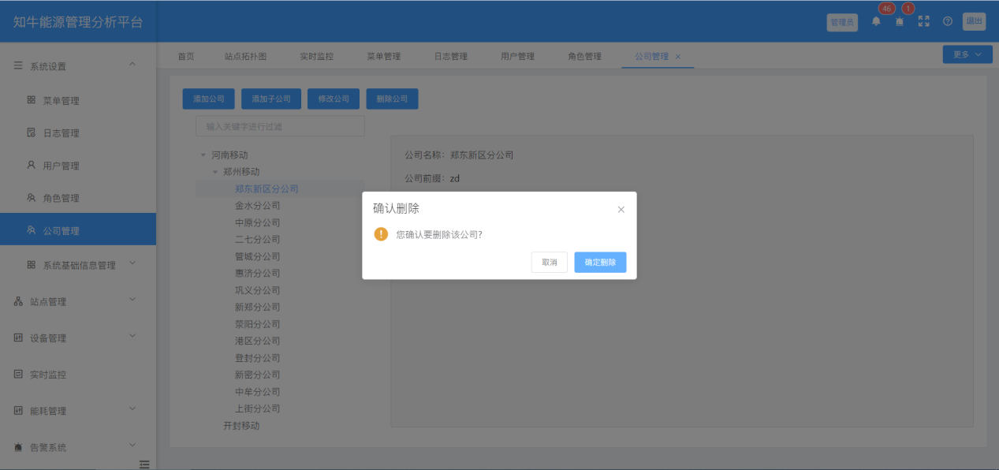 知牛能源管理分析平台
管理员
46
1
退出
系统设置
菜单管理
日志管理
用户管理
角色管理
公司管理
系统基础信息管理
站点管理
设备管理
实时监控
能耗管理
告警系统
首页 站点拓扑图 实时监控 菜单管理 日志管理 用户管理 角色管理 公司管理 ×
更多
添加公司 添加子公司 修改公司 删除公司
输入关键字进行过滤
河南移动
郑州移动
郑东新区分公司
金水分公司
中原分公司
二七分公司
管城分公司
惠济分公司
巩义分公司
新郑分公司
荥阳分公司
港区分公司
登封分公司
新密分公司
中牟分公司
上街分公司
开封移动
公司名称：郑东新区分公司
公司前缀：zd
确认删除
您确认要删除该公司?
取消 确定删除